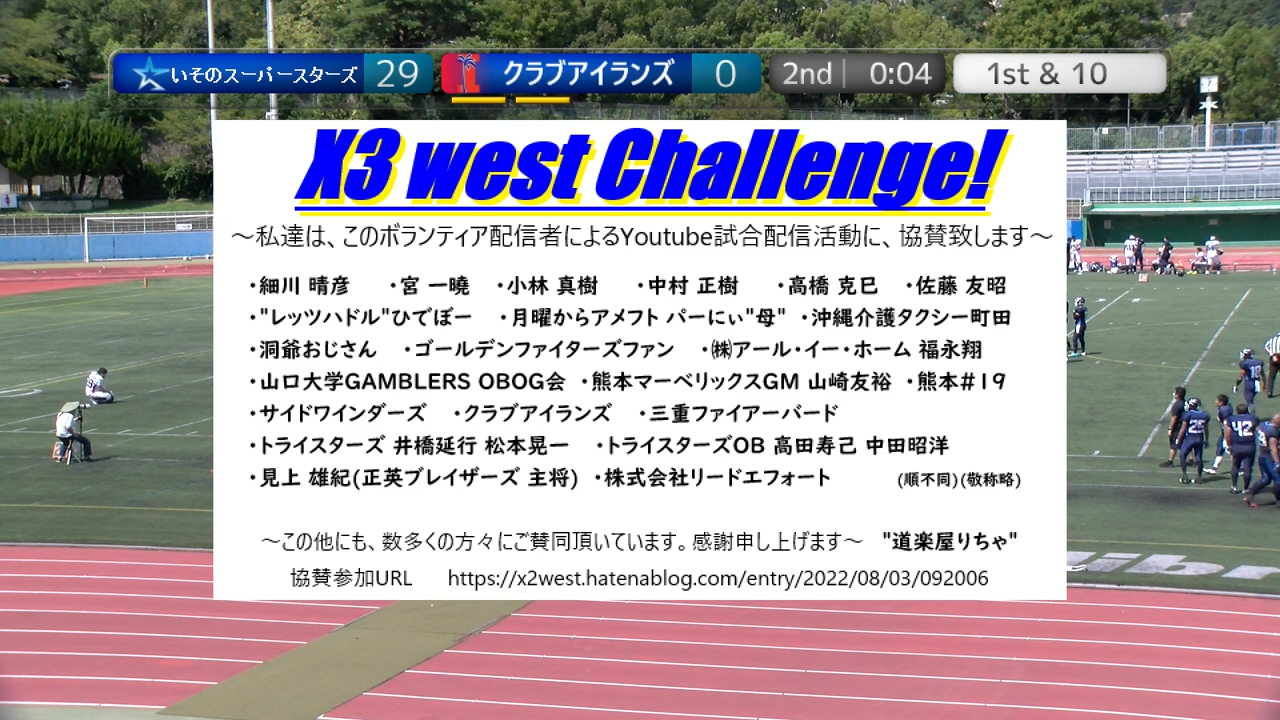 いそのスーパースターズ 29 クラブアイランズ 0 2nd 0:04 1st & 10
X3 west Challenge!
～私達は、このボランティア配信者によるYoutube試合配信活動に、協賛致します～
・細川 晴彦 ・宮 一曉 ・小林 真樹 ・中村 正樹 ・高橋 克巳 ・佐藤 友昭
・"レッツハドル"ひでぼー ・月曜からアメフト パーにぃ"母" ・沖縄介護タクシー町田
・洞爺おじさん ・ゴールデンファイターズファン ・㈱アール・イー・ホーム 福永翔
・山口大学GAMBLERS OBOG会 ・熊本マーベリックスGM 山崎友裕 ・熊本#19
・サイドワインダーズ ・クラブアイランズ ・三重ファイアーバード
・トライスターズ 井橋延行 松本晃一 ・トライスターズOB 高田寿己 中田昭洋
・見上 雄紀(正英ブレイザーズ 主将) ・株式会社リードエフォート (順不同)(敬称略)
～この他にも、数多くの方々にご賛同頂いています。感謝申し上げます～ "道楽屋りちゃ"
協賛参加URL https://x2west.hatenablog.com/entry/2022/08/03/092006
25
42